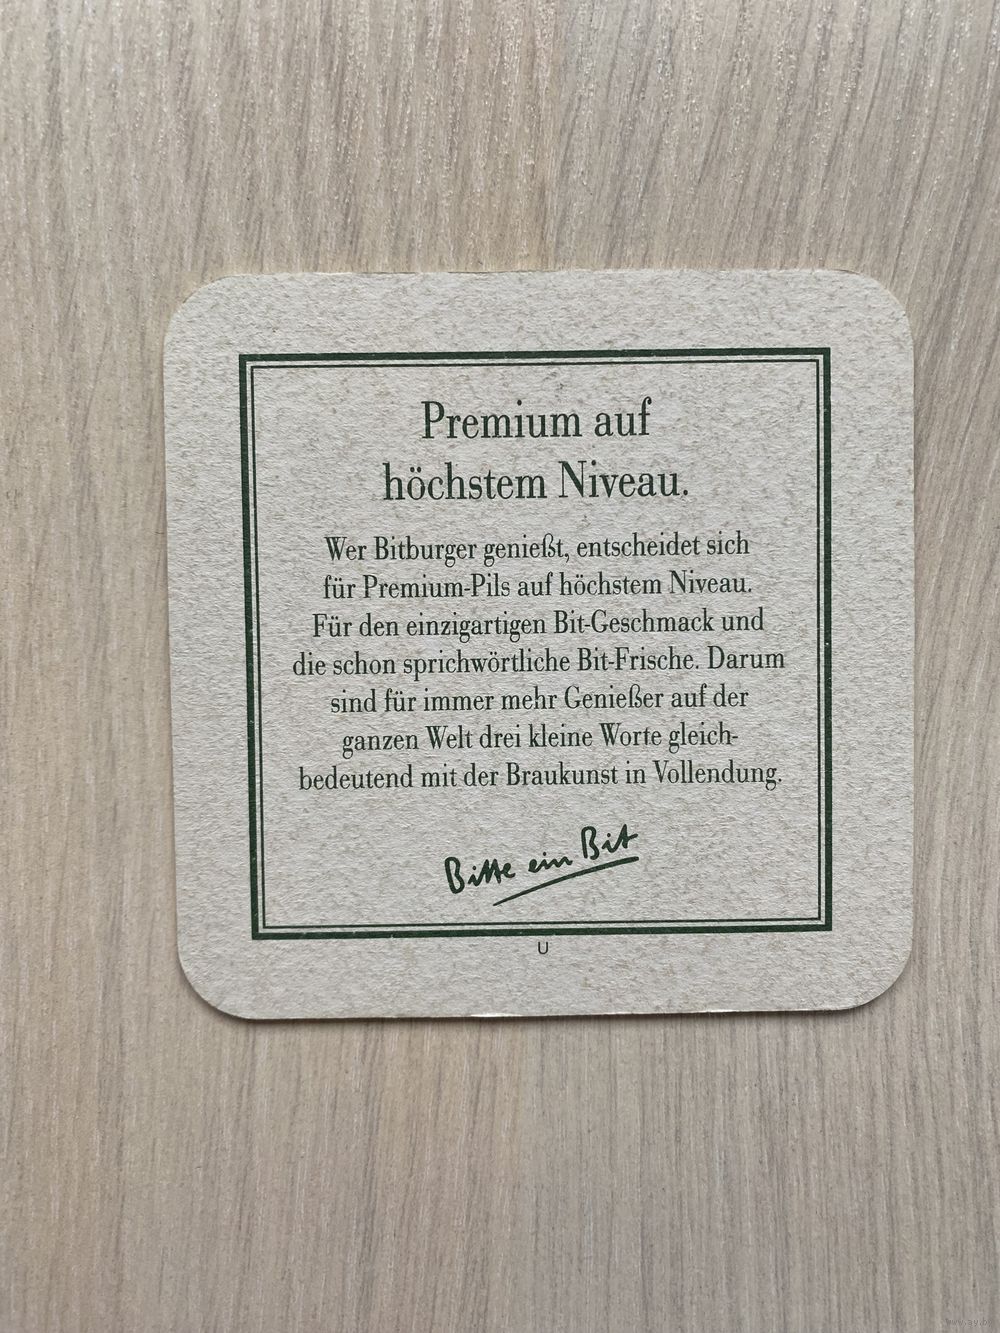 Premium auf
höchstem Niveau.
Wer Bitburger genießt, entscheidet sich
für Premium-Pils auf höchstem Niveau.
Für den einzigartigen Bit-Geschmack und
die schon sprichwörtliche Bit-Frische. Darum
sind für immer mehr Genießer auf der
ganzen Welt drei kleine Worte gleich-
bedeutend mit der Braukunst in Vollendung.
Bitte ein Bit
U